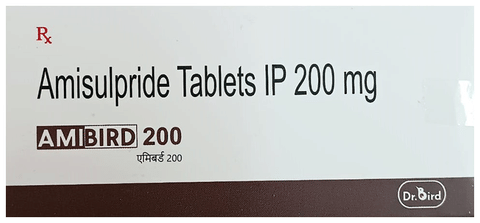 Rx
Amisulpride Tablets IP 200 mg
AMIBIRD 200
एमिबर्ड 200
Dr.Bird